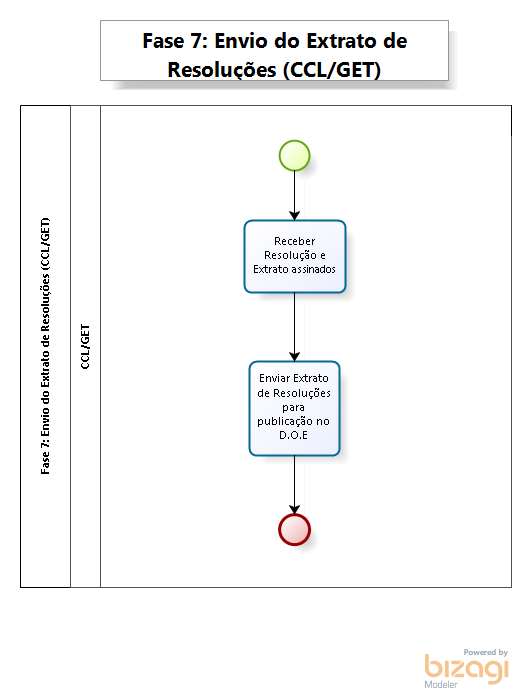 Fase 7: Envio do Extrato de
Resoluções (CCL/GET)
Fase 7: Envio do Extrato de Resoluções (CCL/GET)
CCL/GET
Receber
Resolução e
Extrato assinados
Enviar Extrato
de Resoluções
para
publicação no
D.O.E
Powered by
bizagi
Modeler